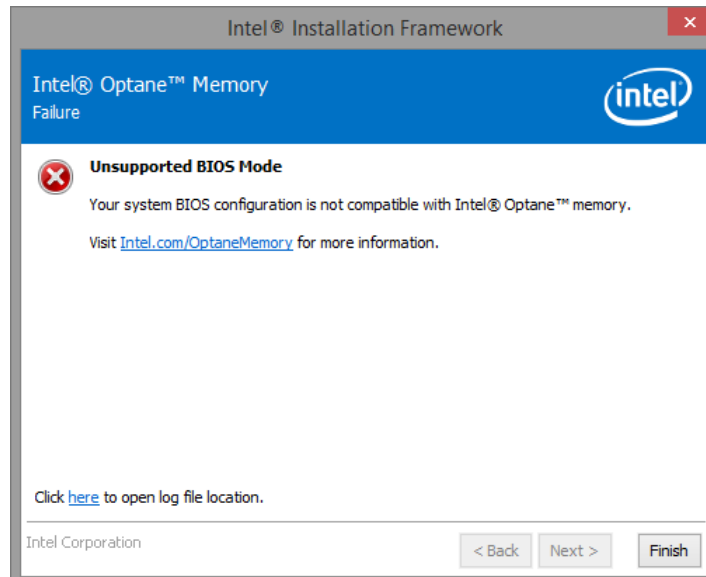 Intel® Installation Framework
Intel® Optane™ Memory
Failure
intel
Unsupported BIOS Mode
Your system BIOS configuration is not compatible with Intel® Optane™ memory.
Visit Intel.com/OptaneMemory for more information.
Click here to open log file location.
Intel Corporation
< Back
Next >
Finish